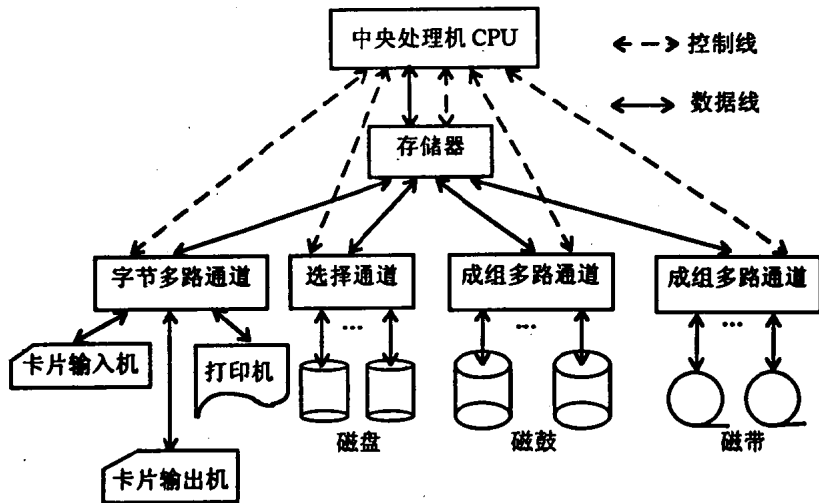 中央处理机 CPU
控制线
数据线
存储器
字节多路通道
选择通道
成组多路通道
成组多路通道
...
...
...
卡片输入机
打印机
磁盘
磁鼓
磁带
卡片输出机